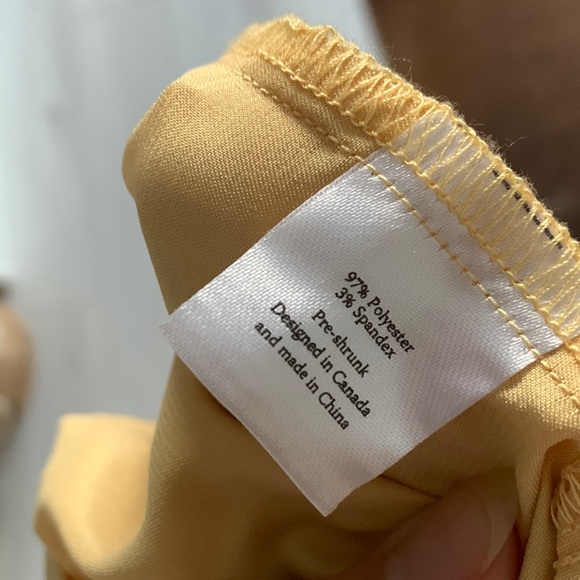 97% Polyester
3% Spandex
Pre-shrunk
Designed in Canada
and made in China